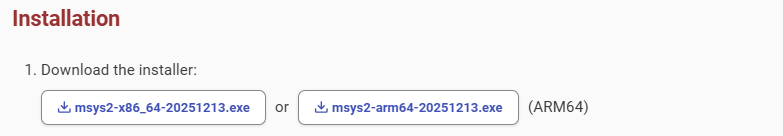 Installation
1. Download the installer:
msys2-x86_64-20251213.exe or msys2-arm64-20251213.exe (ARM64)